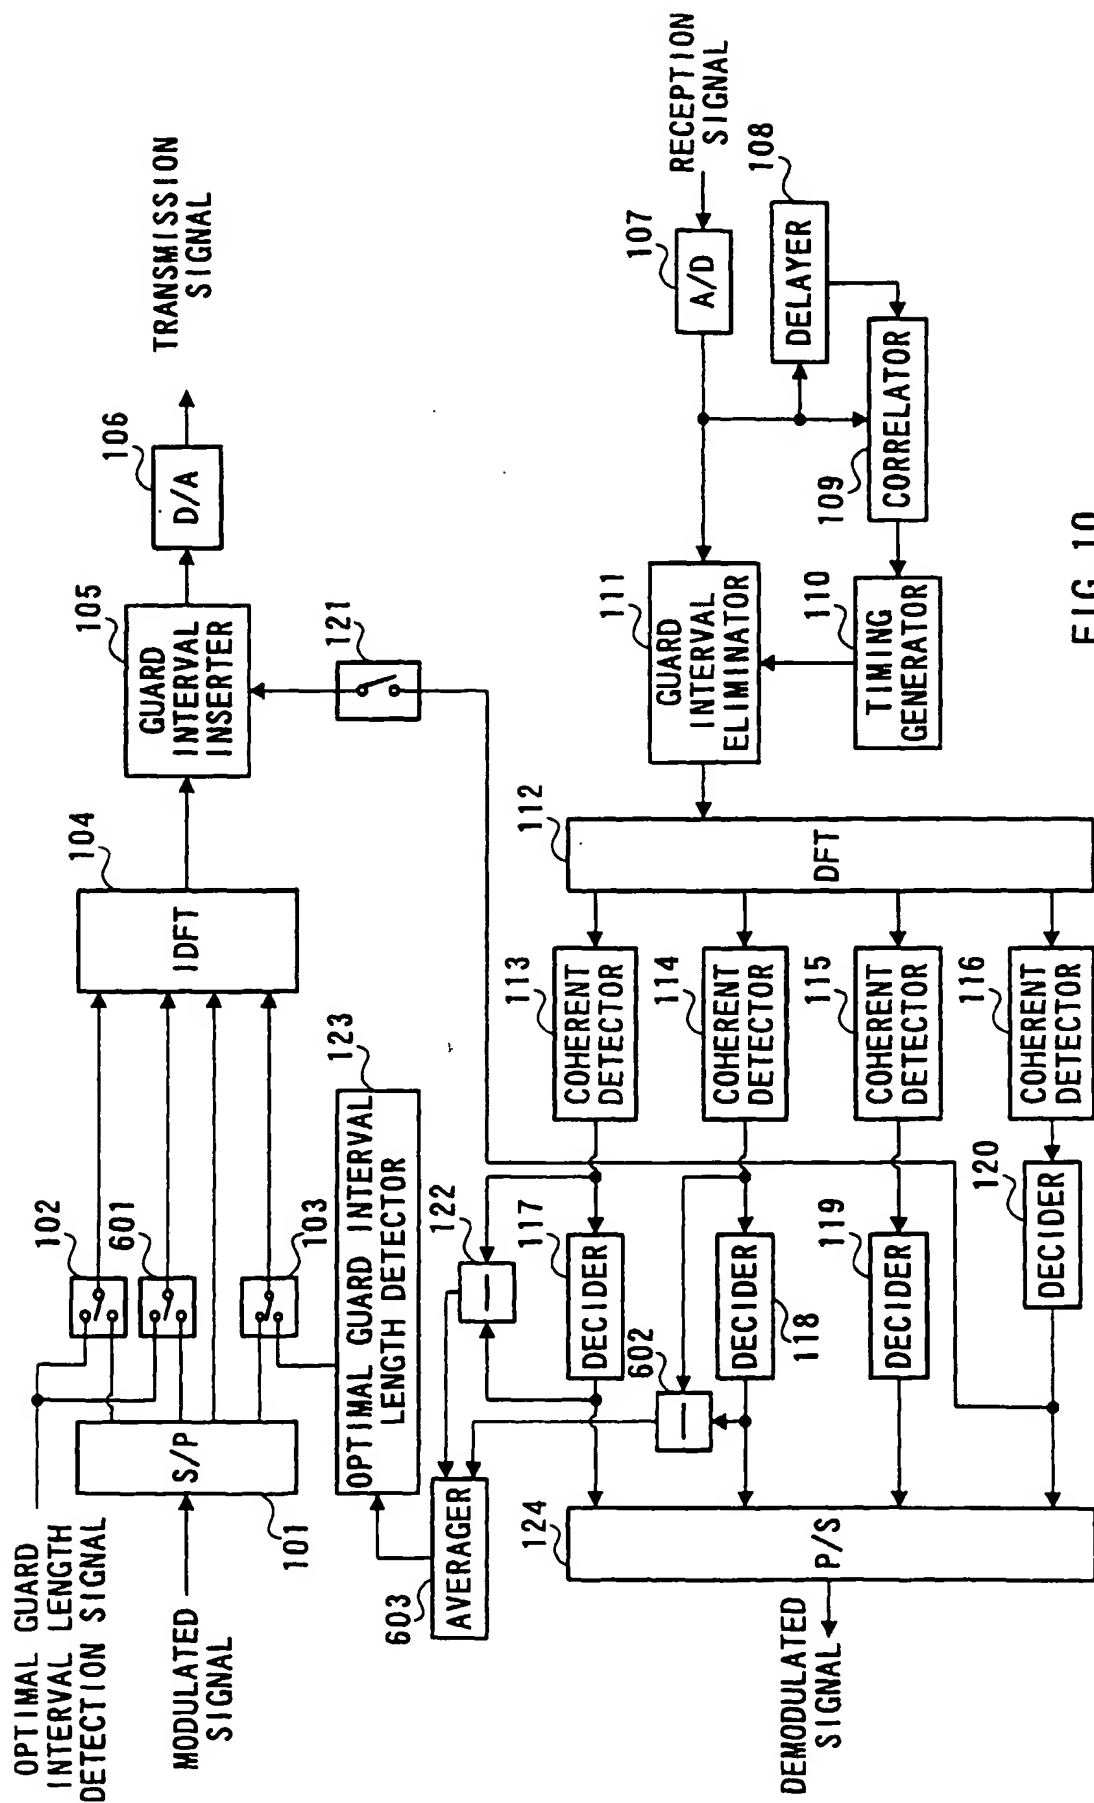 OPTIMAL GUARD
INTERVAL LENGTH
DETECTION SIGNAL
MODULATED
SIGNAL
S/P
101
102
601
103
IDFT
104
GUARD
INTERVAL
INSERTER
105
D/A
106
TRANSMISSION
SIGNAL
121
OPTIMAL GUARD INTERVAL
LENGTH DETECTOR
123
AVERAGER
603
122
602
RECEPTION
SIGNAL
A/D
107
DELAYER
108
CORRELATOR
109
TIMING
GENERATOR
110
GUARD
INTERVAL
ELIMINATOR
111
DFT
112
COHERENT
DETECTOR
113
COHERENT
DETECTOR
114
COHERENT
DETECTOR
115
COHERENT
DETECTOR
116
DECIDER
117
DECIDER
118
DECIDER
119
DECIDER
120
P/S
124
DEMODULATED
SIGNAL
FIG. 10